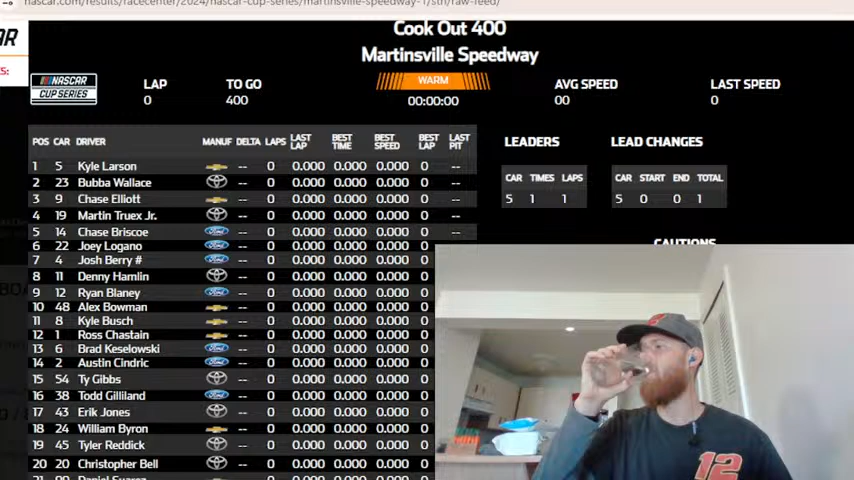 nascar.com/results/racecenter/2024/nascar-cup-series/martinsville-speedway-1/stn/raw-feed/
Cook Out 400
Martinsville Speedway
NASCAR
CUP SERIES
LAP TO GO WARM AVG SPEED LAST SPEED
0 400 00:00:00 00 0
POS CAR DRIVER MANUF DELTA LAPS LAST LAP BEST TIME BEST SPEED BEST LAP LAST PIT
1 5 Kyle Larson -- 0 0.000 0.000 0.000 0 --
2 23 Bubba Wallace TOYOTA -- 0 0.000 0.000 0.000 0 --
3 9 Chase Elliott -- 0 0.000 0.000 0.000 0 --
4 19 Martin Truex Jr. -- 0 0.000 0.000 0.000 0 --
5 14 Chase Briscoe Ford -- 0 0.000 0.000 0.000 0 --
6 22 Joey Logano Ford -- 0 0.000 0.000 0.000 0
7 4 Josh Berry # Ford -- 0 0.000 0.000 0.000 0
8 11 Denny Hamlin -- 0 0.000 0.000 0.000 0
9 12 Ryan Blaney Ford -- 0 0.000 0.000 0.000 0
10 48 Alex Bowman -- 0 0.000 0.000 0.000 0
11 8 Kyle Busch -- 0 0.000 0.000 0.000 0
12 1 Ross Chastain -- 0 0.000 0.000 0.000 0
13 6 Brad Keselowski Ford -- 0 0.000 0.000 0.000 0
14 2 Austin Cindric Ford -- 0 0.000 0.000 0.000 0
15 54 Ty Gibbs -- 0 0.000 0.000 0.000 0
16 38 Todd Gilliland Ford -- 0 0.000 0.000 0.000 0
17 43 Erik Jones -- 0 0.000 0.000 0.000 0
18 24 William Byron -- 0 0.000 0.000 0.000 0
19 45 Tyler Reddick -- 0 0.000 0.000 0.000 0
20 20 Christopher Bell -- 0 0.000 0.000 0.000 0
Daniel Suarez
LEADERS
CAR TIMES LAPS
5 1 1
LEAD CHANGES
CAR START END TOTAL
5 0 0 1
CAUTIONS
12